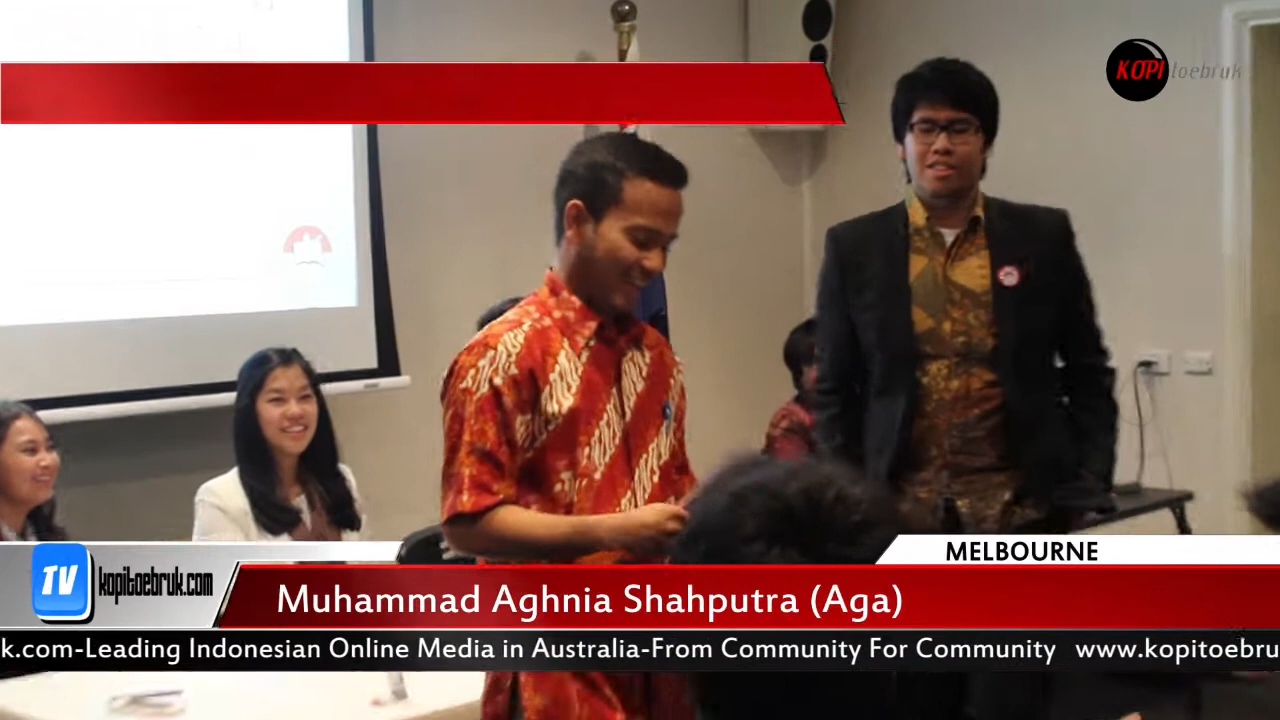 KOPI toebruk
MELBOURNE
TV kopitoebruk.com
Muhammad Aghnia Shahputra (Aga)
k.com-Leading Indonesian Online Media in Australia-From Community For Community www.kopitoebru